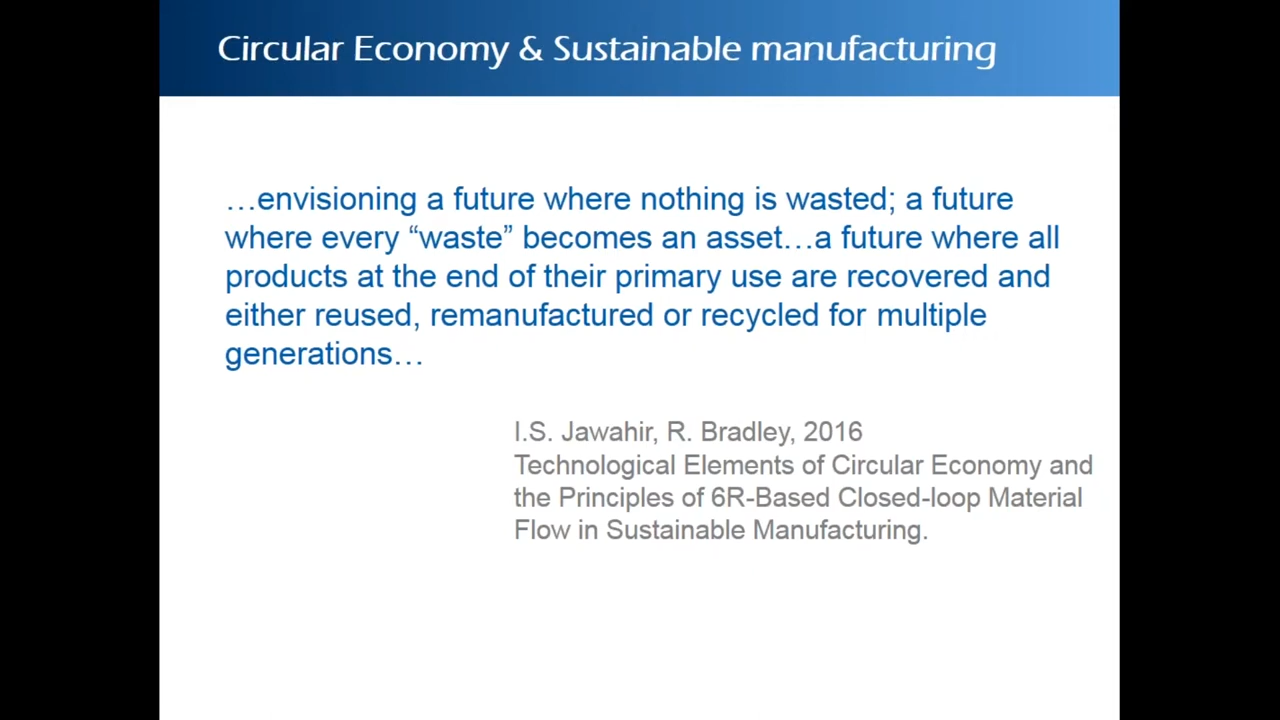 Circular Economy & Sustainable manufacturing
…envisioning a future where nothing is wasted; a future
where every “waste” becomes an asset…a future where all
products at the end of their primary use are recovered and
either reused, remanufactured or recycled for multiple
generations…
I.S. Jawahir, R. Bradley, 2016
Technological Elements of Circular Economy and
the Principles of 6R-Based Closed-loop Material
Flow in Sustainable Manufacturing.